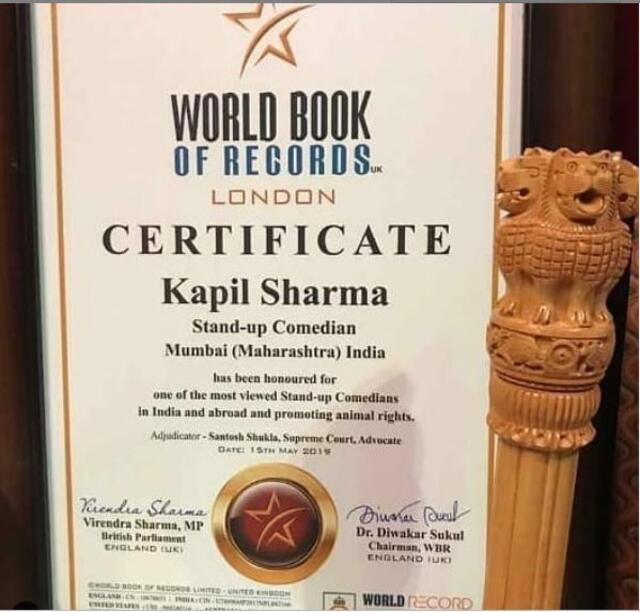 WORLD BOOK
OF RECORDS UK
LONDON
CERTIFICATE
Kapil Sharma
Stand-up Comedian
Mumbai (Maharashtra) India
has been honoured for
one of the most viewed Stand-up Comedians
in India and abroad and promoting animal rights.
Adjudicator - Santosh Shukla, Supreme Court, Advocate
DATE: 15TH MAY 2019
Virendra Sharma
Virendra Sharma, MP
British Parliament
ENGLAND (UK)
Diwakar Sukul
Dr. Diwakar Sukul
Chairman, WBR
ENGLAND (UK)
©WORLD BOOK OF RECORDS LIMITED - UNITED KINGDOM
WORLD RECORD